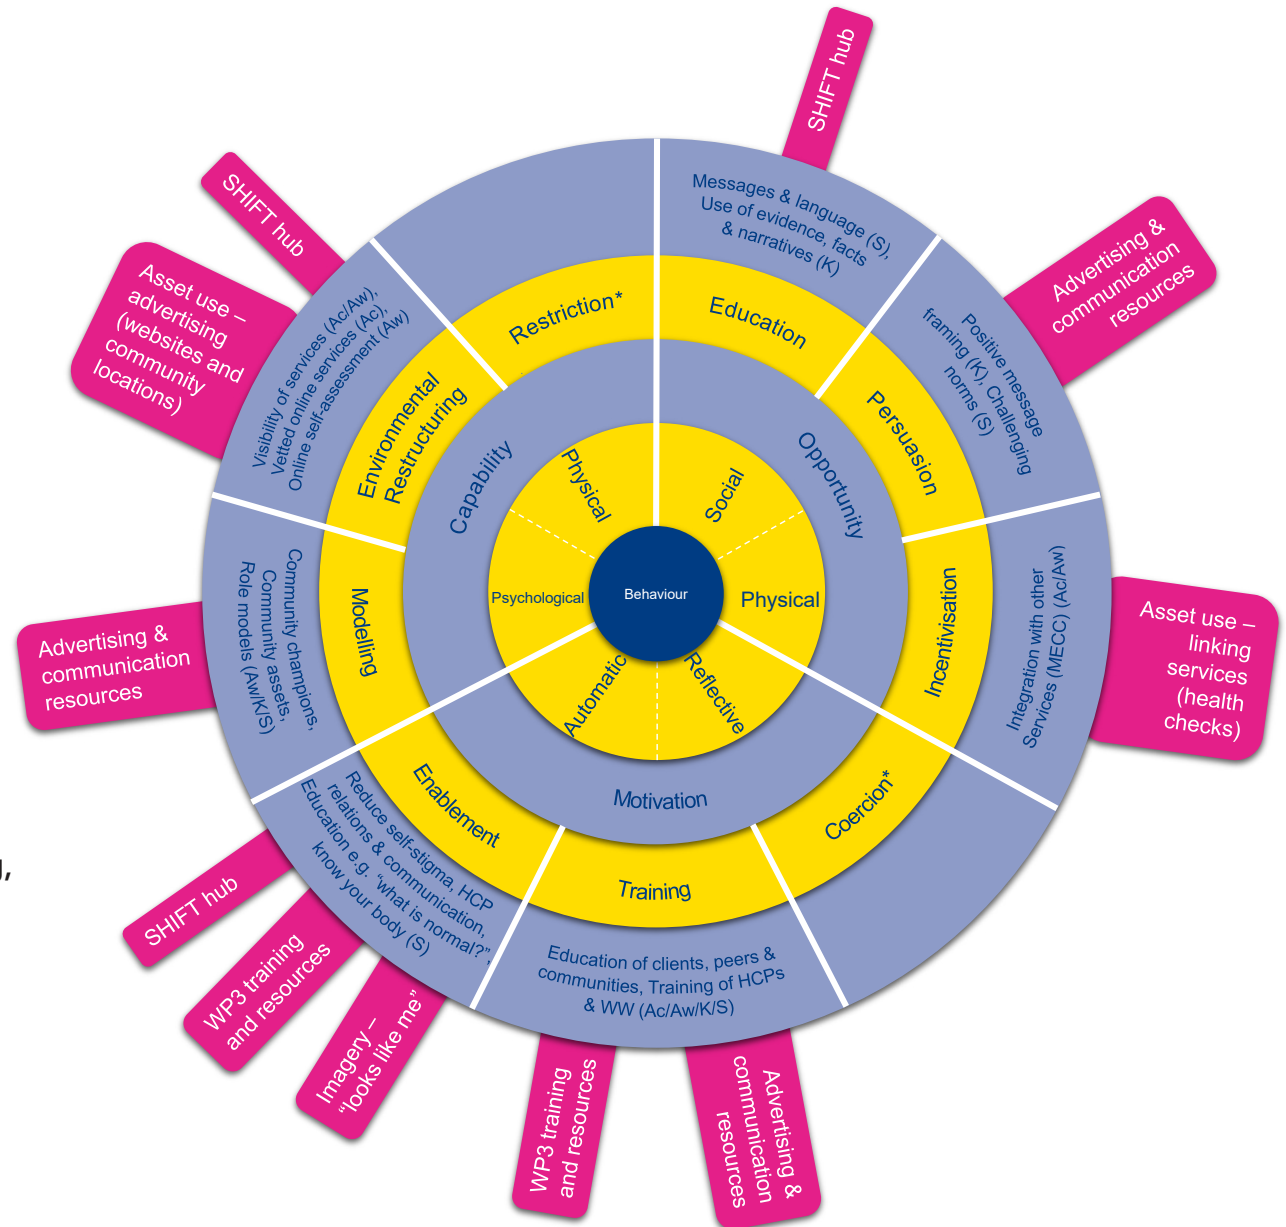 SHIFT hub
Messages & language (S),
Use of evidence, facts
& narratives (K)
Advertising &
communication
resources
Positive message
framing (K), Challenging
norms (S)
Asset use –
linking
services
(health
checks)
Integration with other
Services (MECC) (Ac/Aw)
SHIFT hub
Asset use –
advertising
(websites and
community
locations)
Visibility of services (Ac/Aw),
Vetted online services (Ac),
Online self-assessment (Aw)
Advertising &
communication
resources
Community champions,
Community assets,
Role models (Aw/K/S)
Restriction*
Education
Persuasion
Incentivisation
Coercion*
Training
Enablement
Modelling
Environmental
Restructuring
Capability
Opportunity
Motivation
Physical
Social
Psychological
Behaviour
Physical
Automatic
Reflective
g,
Reduce self-stigma, HCP
relations & communication,
Education e.g. “what is normal?”,
know your body (S)
Education of clients, peers &
communities, Training of HCPs
& WW (Ac/Aw/K/S)
SHIFT hub
WP3 training
and resources
Imagery –
“looks like me”
WP3 training
and resources
Advertising &
communication
resources